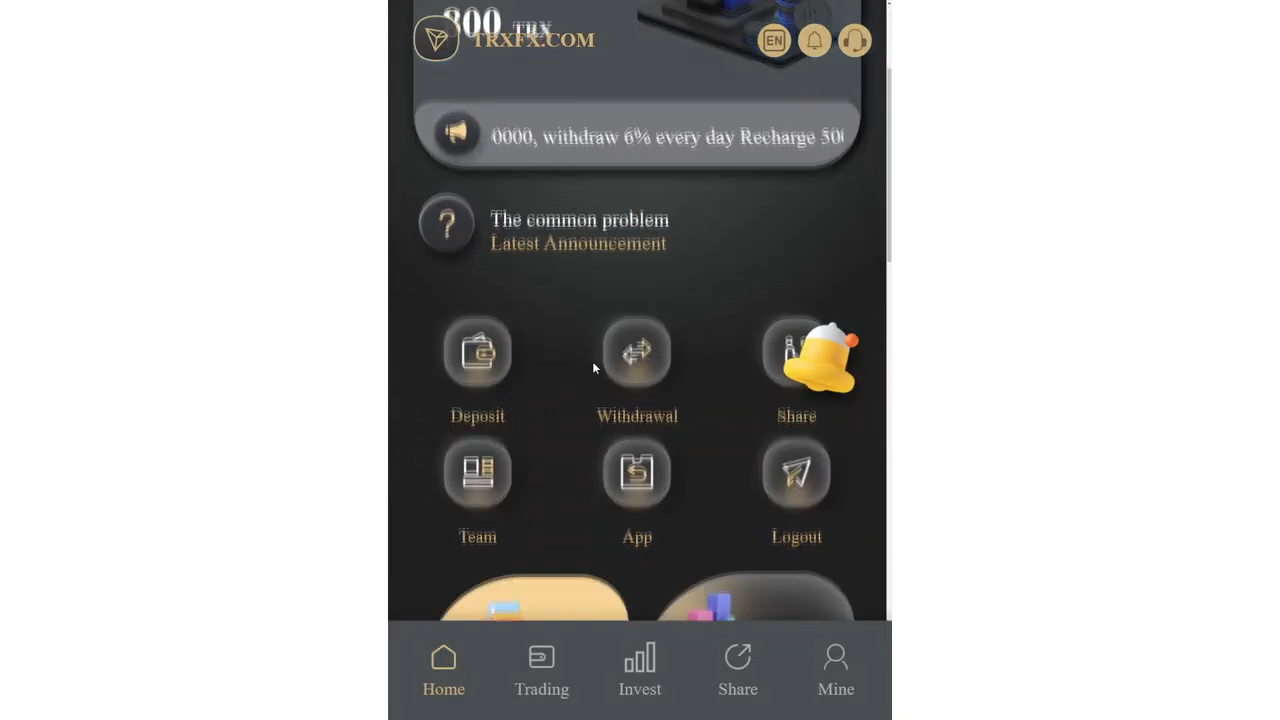 800 TRX
TRXFX.COM
EN
0000, withdraw 6% every day Recharge 500
The common problem
Latest Announcement
Deposit
Withdrawal
Share
Team
App
Logout
Home
Trading
Invest
Share
Mine